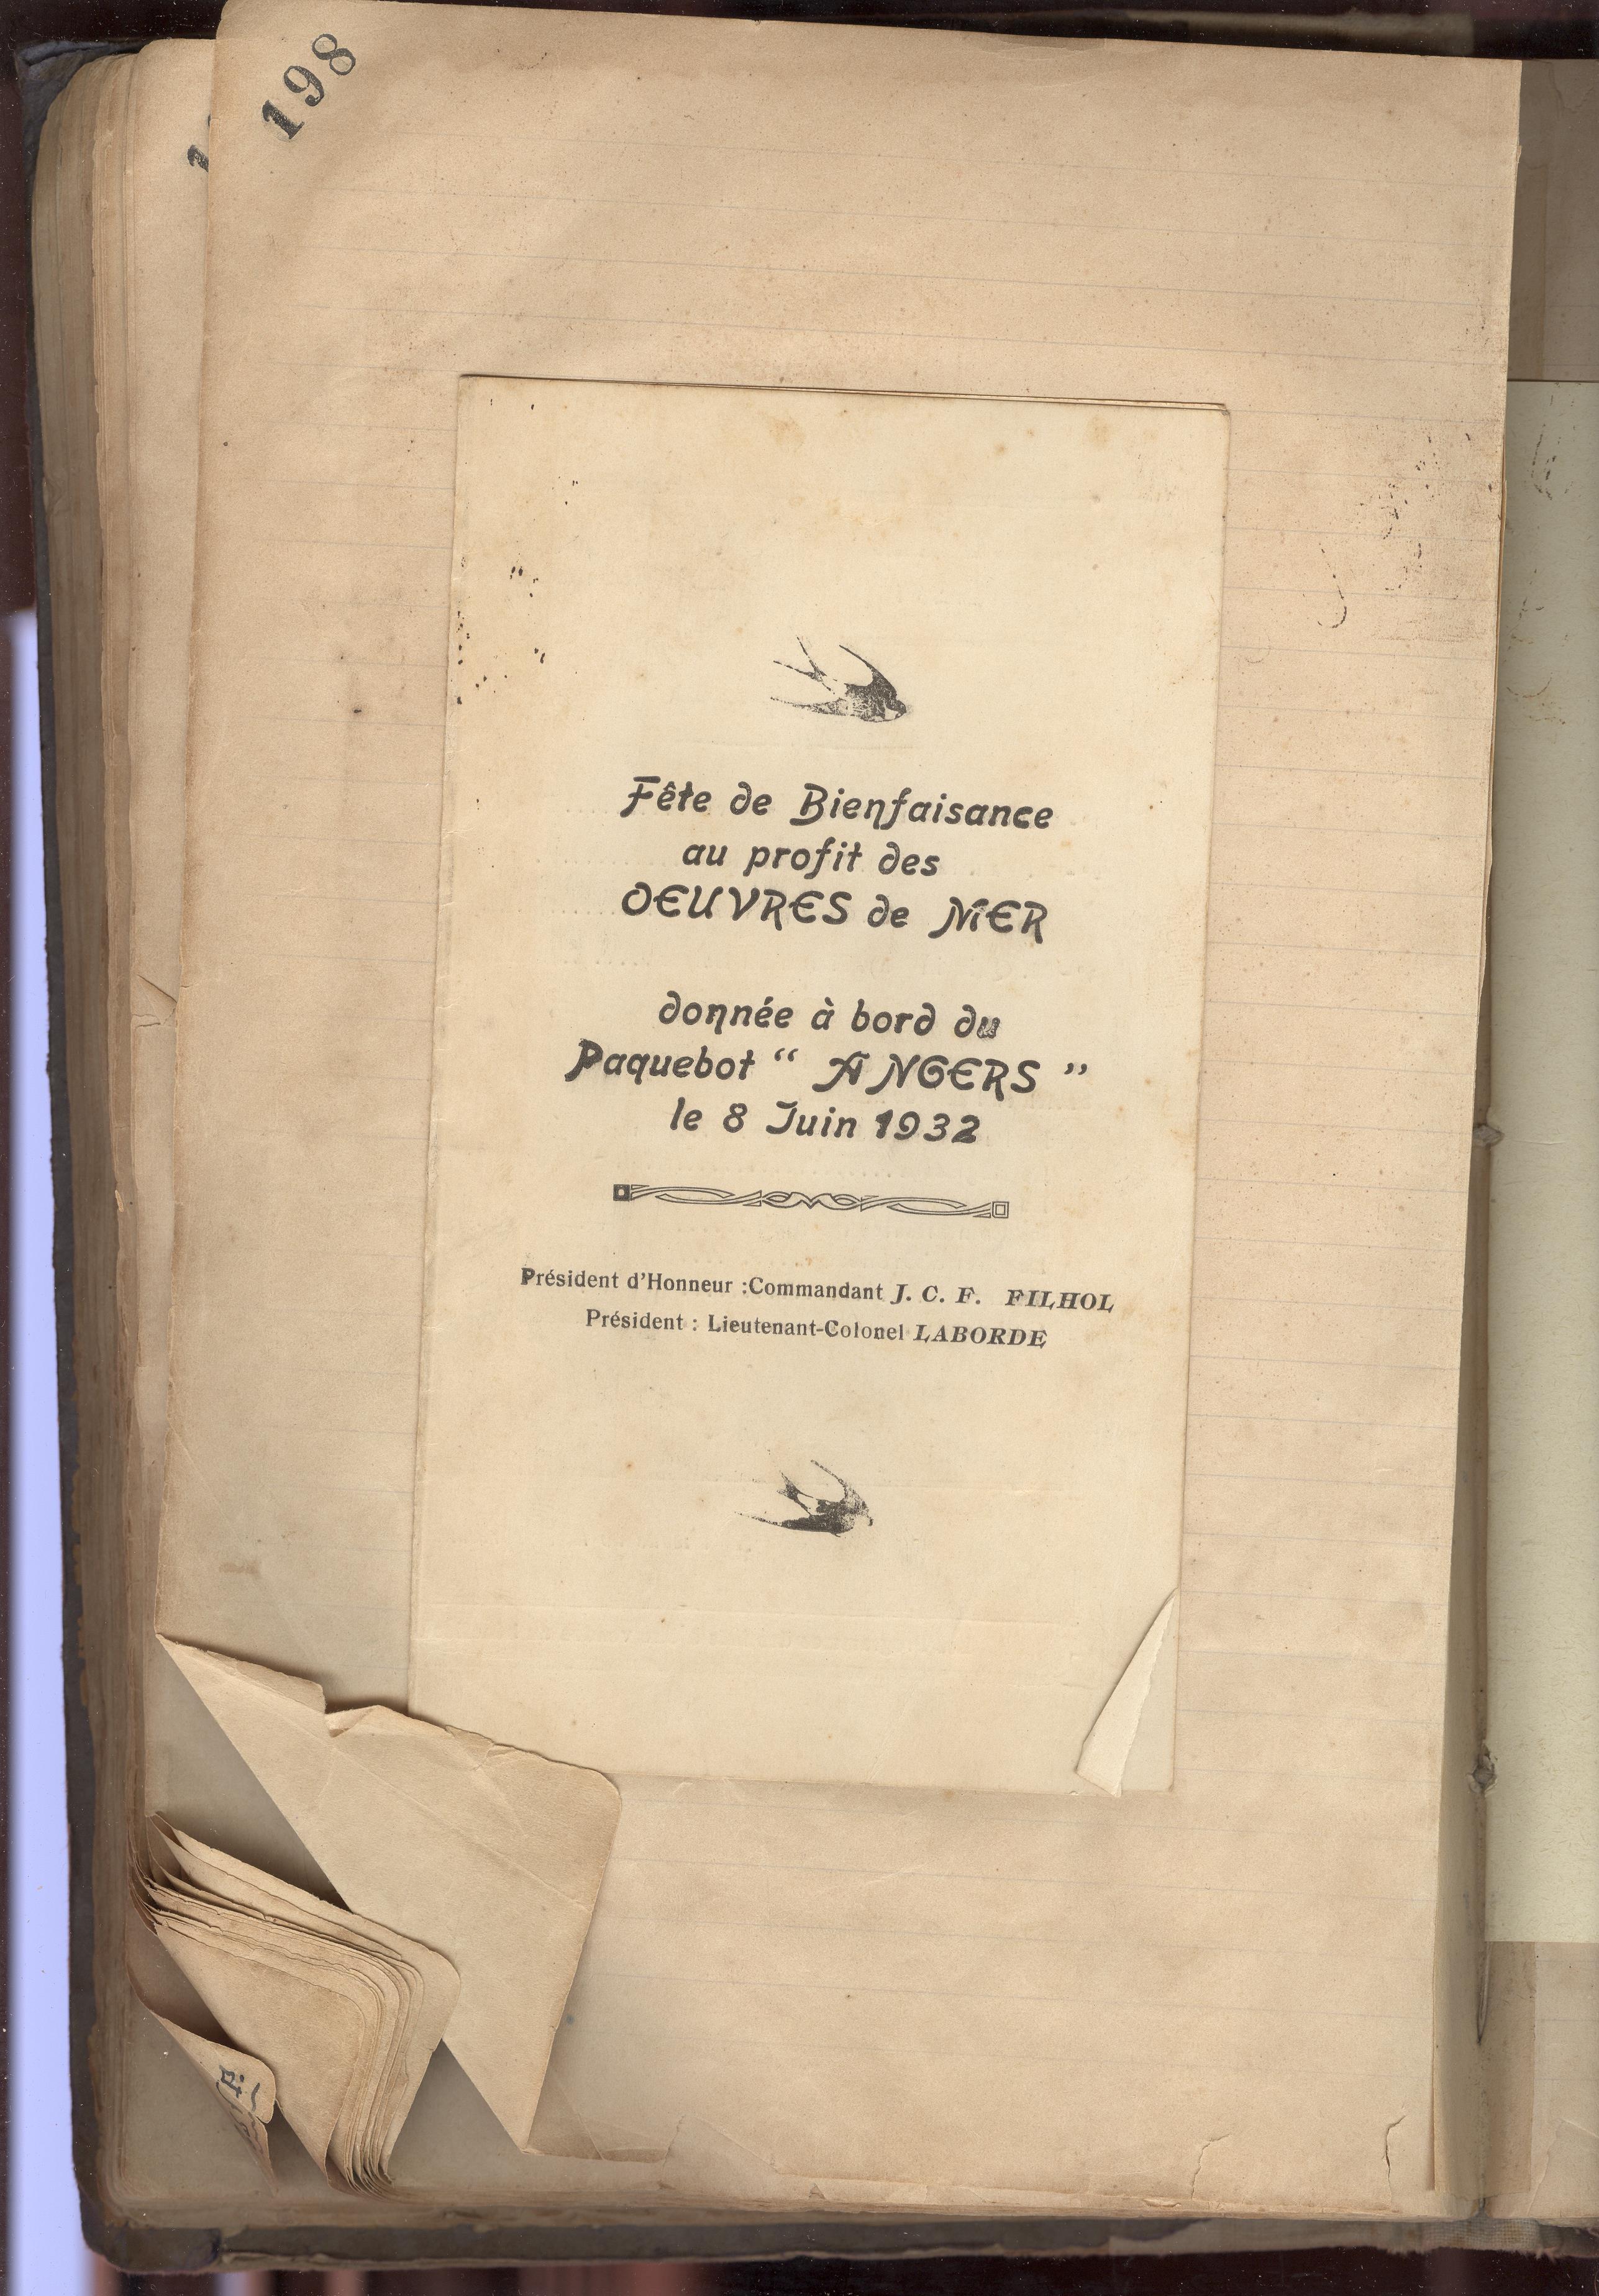 198
Fête de Bienfaisance
au profit des
OEUVRES de MER
donnée à bord du
Paquebot “ ANGERS ”
le 8 Juin 1932
Président d'Honneur :Commandant J. C. F. FILHOL
Président : Lieutenant-Colonel LABORDE